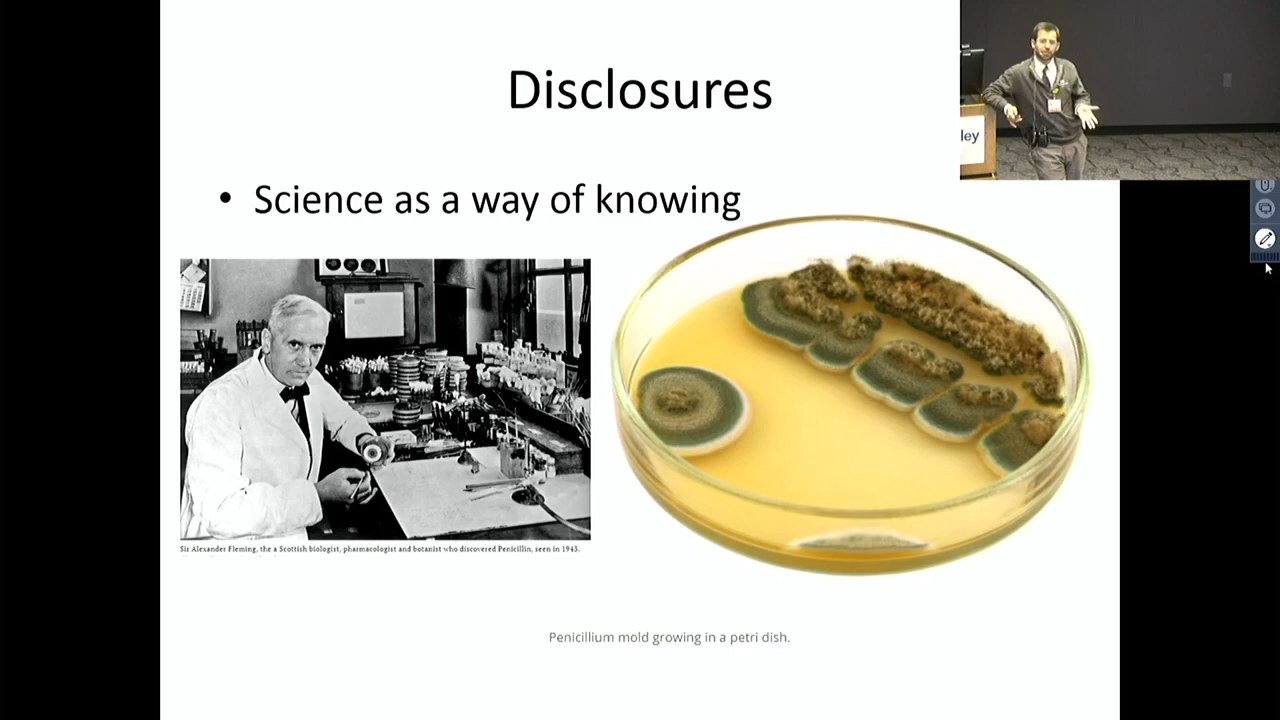 Disclosures
ley
• Science as a way of knowing
Sir Alexander Fleming, the a Scottish biologist, pharmacologist and botanist who discovered Penicillin, seen in 1943.
Penicillium mold growing in a petri dish.